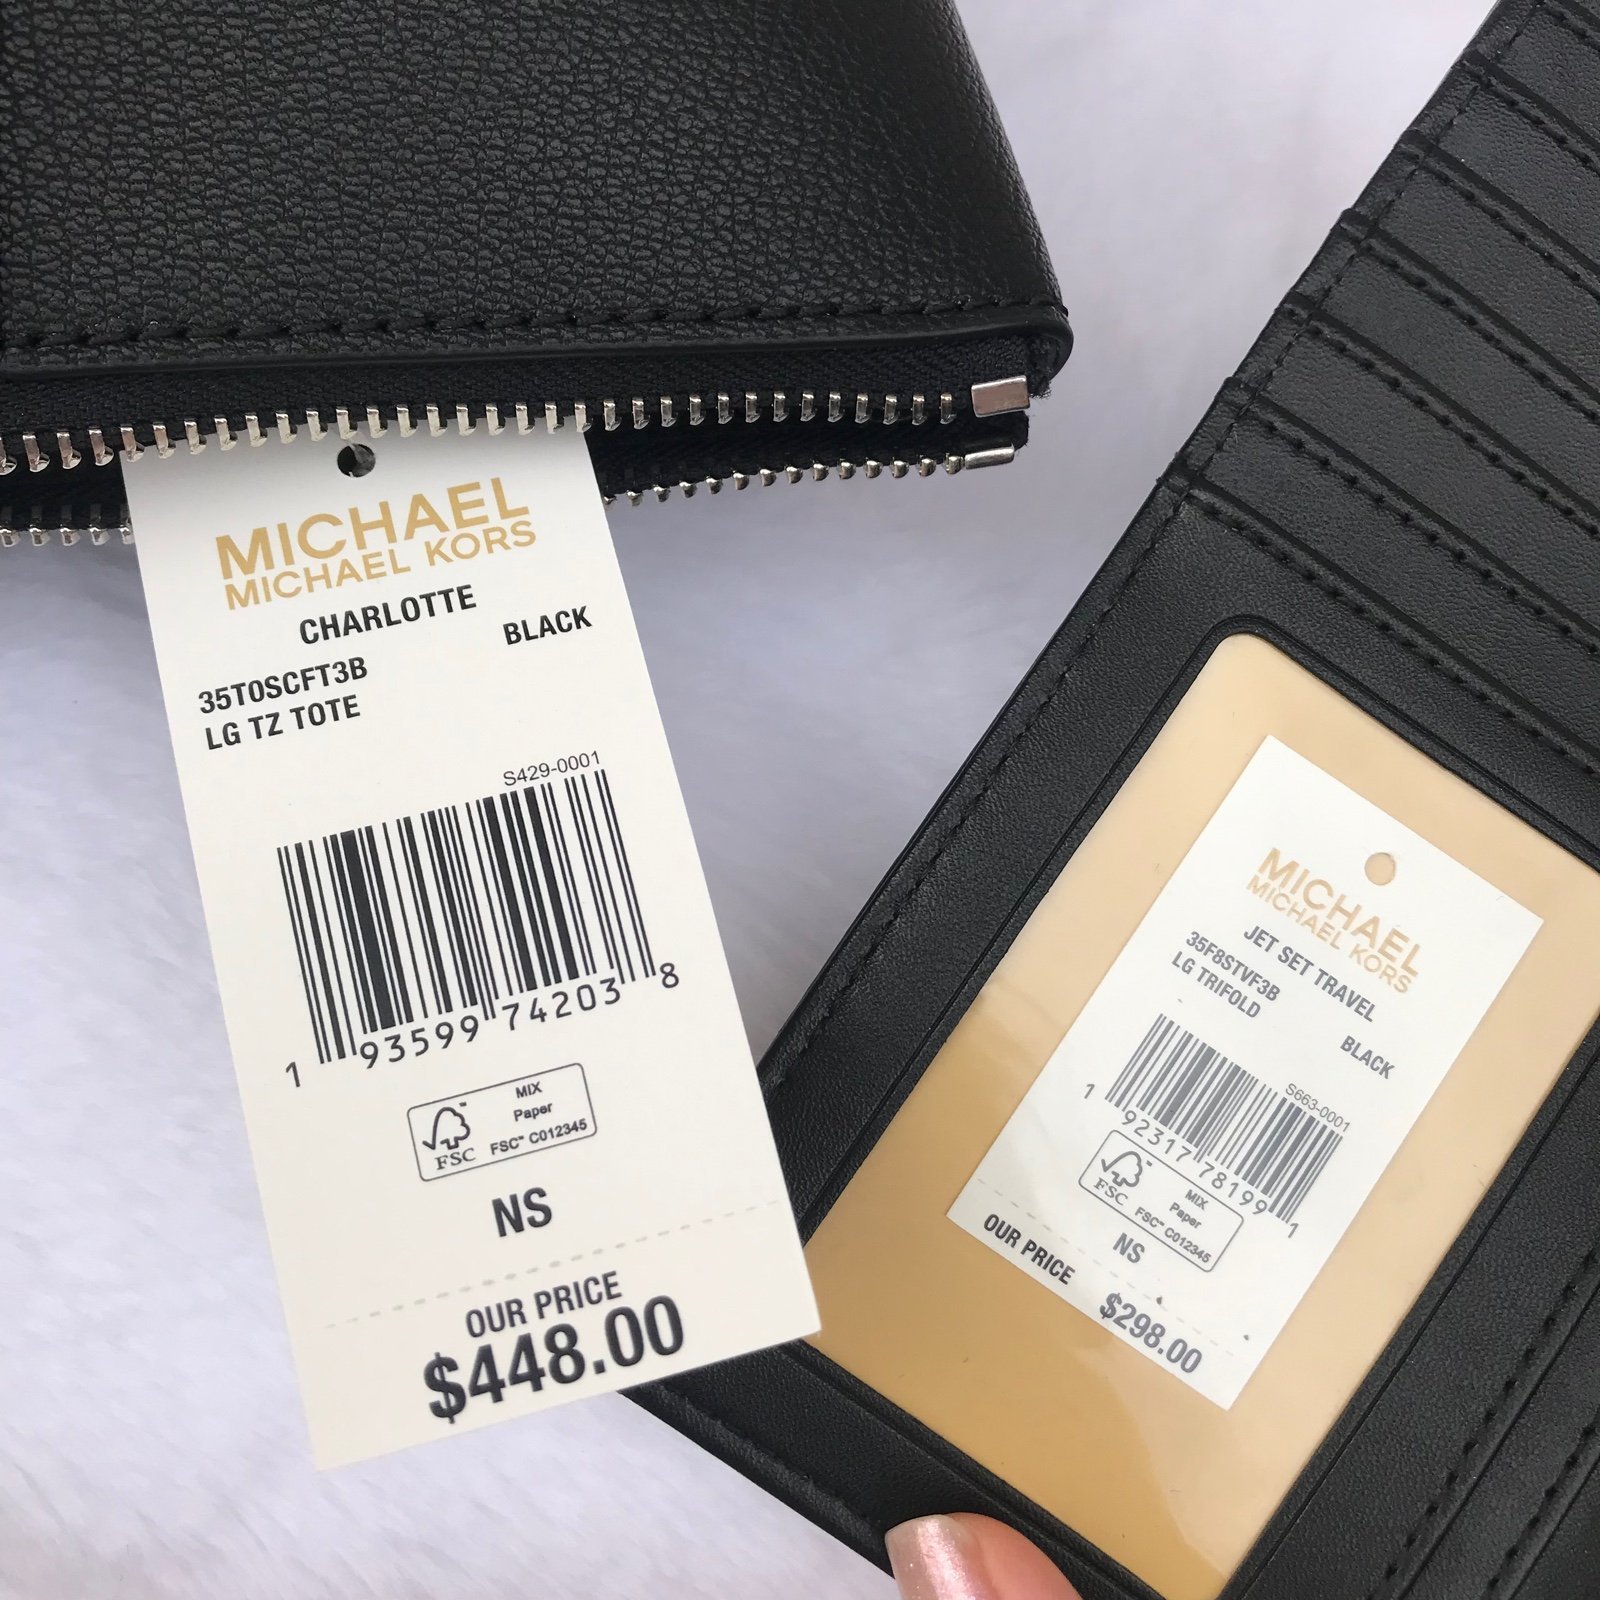 MICHAEL
MICHAEL KORS
CHARLOTTE
BLACK
35T0SCFT3B
LG TZ TOTE
S429-0001
1 93599 74203 8
FSC
MIX
Paper
FSC™ C012345
NS
OUR PRICE
$448.00
MICHAEL
MICHAEL KORS
JET SET TRAVEL
35F8STVF3B
LG TRIFOLD
BLACK
S663-0001
1 92317 78199 1
FSC
MIX
Paper
FSC™ C012345
NS
OUR PRICE
$298.00